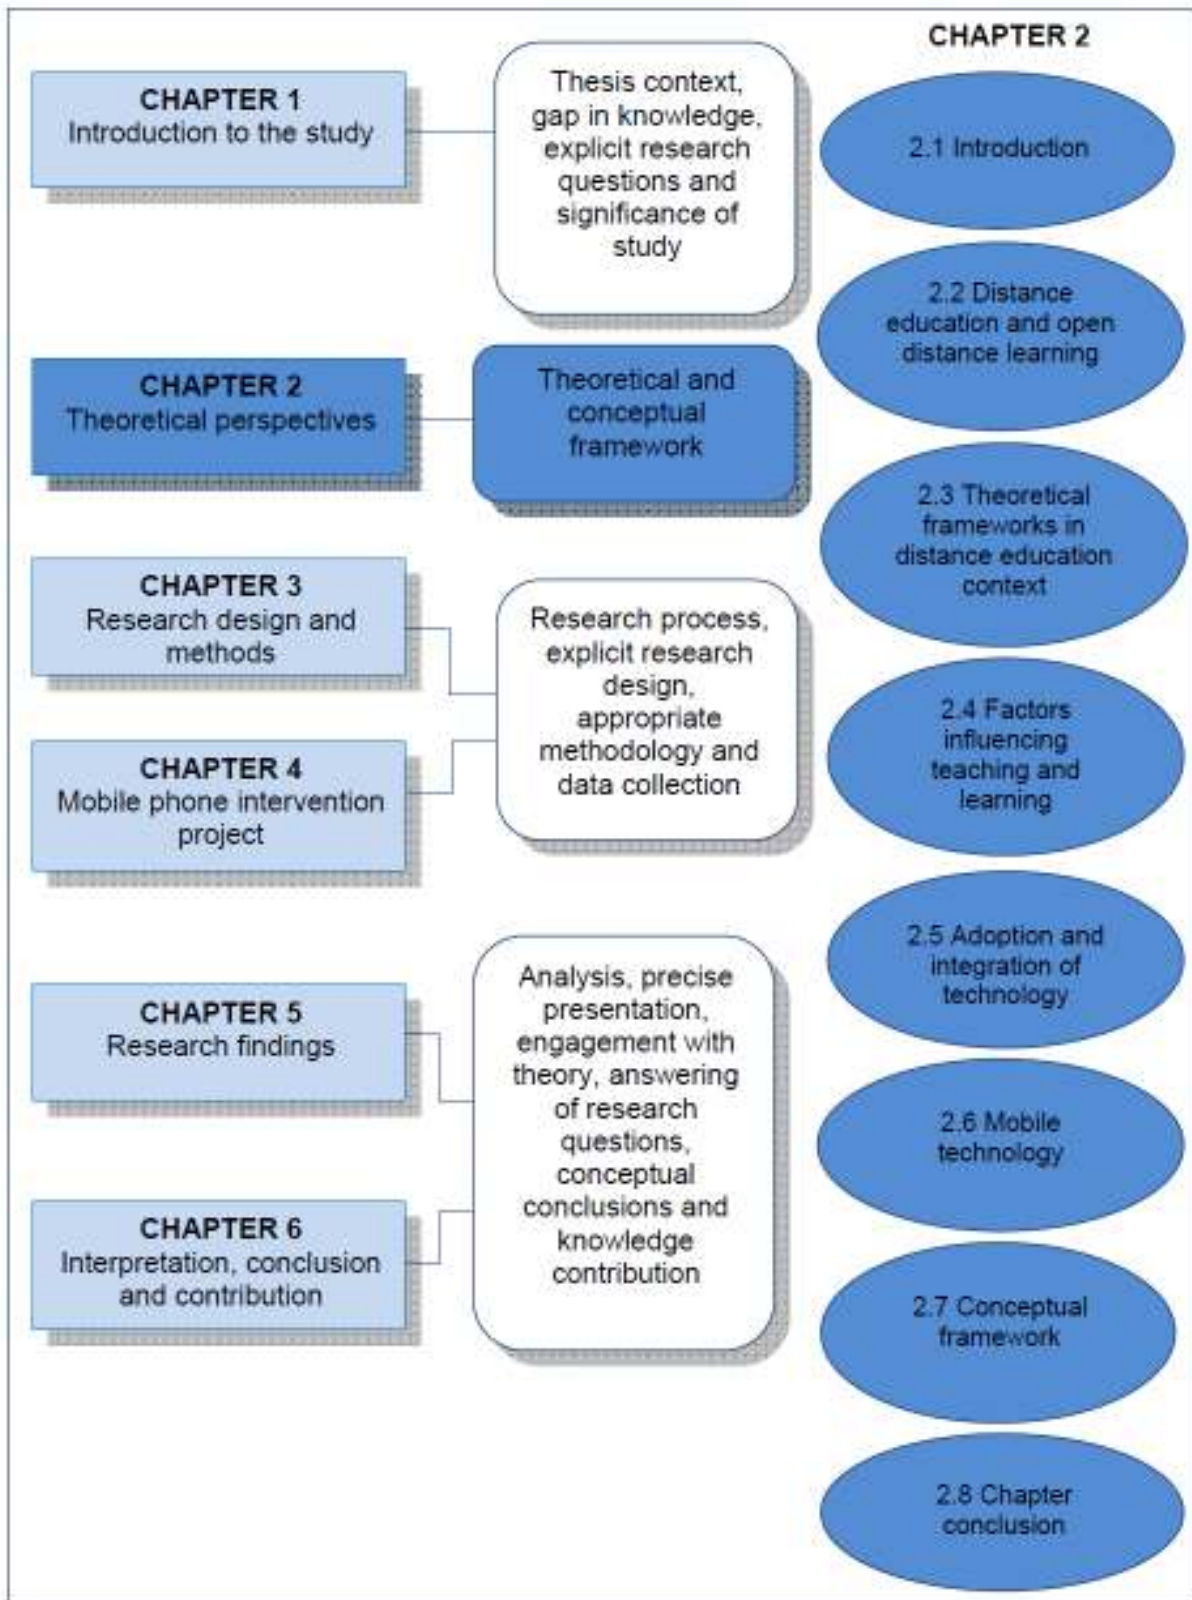 CHAPTER 1
Introduction to the study
Thesis context,
gap in knowledge,
explicit research
questions and
significance of
study
CHAPTER 2
Theoretical perspectives
Theoretical and
conceptual
framework
CHAPTER 3
Research design and
methods
CHAPTER 4
Mobile phone intervention
project
Research process,
explicit research
design,
appropriate
methodology and
data collection
CHAPTER 5
Research findings
CHAPTER 6
Interpretation, conclusion
and contribution
Analysis, precise
presentation,
engagement with
theory, answering
of research
questions,
conceptual
conclusions and
knowledge
contribution
CHAPTER 2
2.1 Introduction
2.2 Distance
education and open
distance learning
2.3 Theoretical
frameworks in
distance education
context
2.4 Factors
influencing
teaching and
learning
2.5 Adoption and
integration of
technology
2.6 Mobile
technology
2.7 Conceptual
framework
2.8 Chapter
conclusion